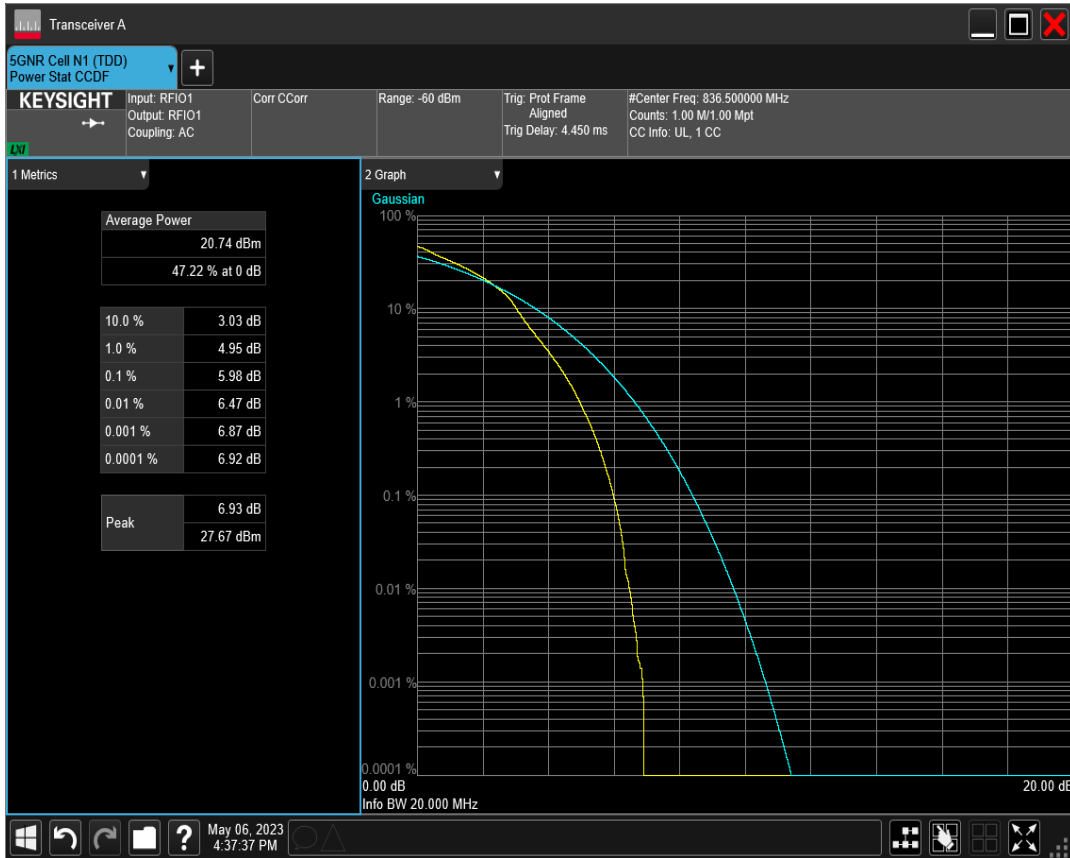 Transceiver A
5GNR Cell N1 (TDD)
Power Stat CCDF
+
KEYSIGHT
LXI
Input: RFIO1
Output: RFIO1
Coupling: AC
Corr CCorr
Range: -60 dBm
Trig: Prot Frame
Aligned
Trig Delay: 4.450 ms
#Center Freq: 836.500000 MHz
Counts: 1.00 M/1.00 Mpt
CC Info: UL, 1 CC
1 Metrics
Average Power
20.74 dBm
47.22 % at 0 dB
10.0 % 3.03 dB
1.0 % 4.95 dB
0.1 % 5.98 dB
0.01 % 6.47 dB
0.001 % 6.87 dB
0.0001 % 6.92 dB
Peak 6.93 dB
27.67 dBm
2 Graph
Gaussian
100 %
10 %
1 %
0.1 %
0.01 %
0.001 %
0.0001 %
0.00 dB 20.00 dB
Info BW 20.000 MHz
?
May 06, 2023
4:37:37 PM